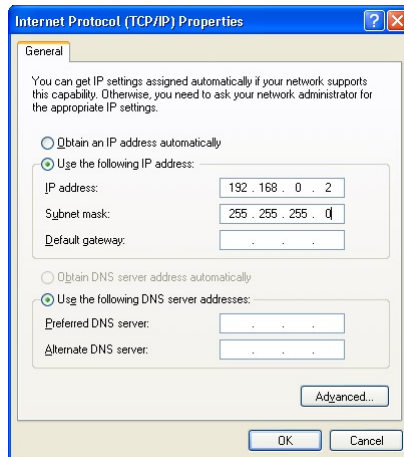 Internet Protocol (TCP/IP) Properties
General
You can get IP settings assigned automatically if your network supports
this capability. Otherwise, you need to ask your network administrator for
the appropriate IP settings.
Obtain an IP address automatically
Use the following IP address:
IP address: 192 . 168 . 0 . 2
Subnet mask: 255 . 255 . 255 . 0
Default gateway: . . .
Obtain DNS server address automatically
Use the following DNS server addresses:
Preferred DNS server: . . .
Alternate DNS server: . . .
Advanced...
OK Cancel